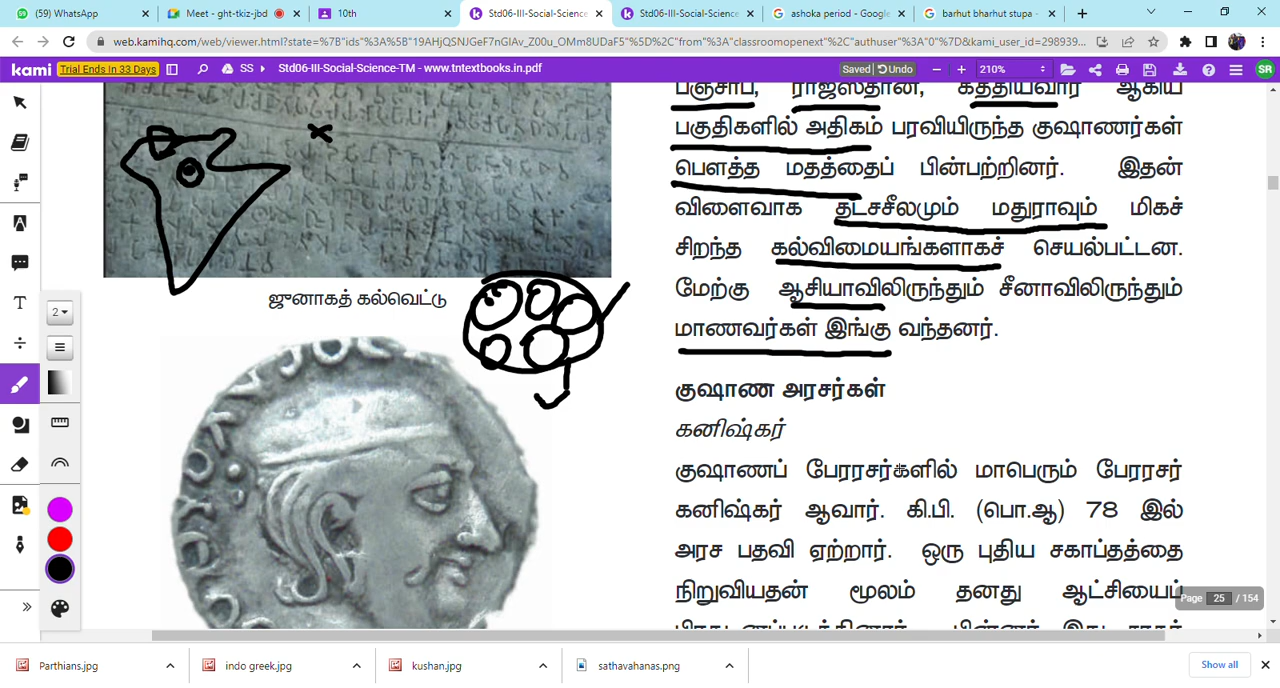 (59) WhatsApp
Meet - ght-tkiz-jbd
10th
Std06-III-Social-Science-
Std06-III-Social-Science-
ashoka period - Google
barhut bharhut stupa -
web.kamihq.com/web/viewer.html?state=%7B"ids"%3A%5B"19AHjQSNJGeF7nGIAv_Z00u_OMm8UDaF5"%5D%2C"from"%3A"classroomopennext"%2C"authuser"%3A"0"%7D&kami_user_id=298939...
kami Trial Ends In 33 Days SS Std06-III-Social-Science-TM - www.tntextbooks.in.pdf Saved Undo 210% SR
பஞ்சாப், ராஜஸ்தான், கத்தியவார் ஆகிய
பகுதிகளில் அதிகம் பரவியிருந்த குஷாணர்கள்
பௌத்த மதத்தைப் பின்பற்றினர். இதன்
விளைவாக தட்சசீலமும் மதுராவும் மிகச்
சிறந்த கல்விமையங்களாகச் செயல்பட்டன.
மேற்கு ஆசியாவிலிருந்தும் சீனாவிலிருந்தும்
மாணவர்கள் இங்கு வந்தனர்.
ஜுனாகத் கல்வெட்டு
குஷாண அரசர்கள்
கனிஷ்கர்
குஷாணப் பேரரசர்களில் மாபெரும் பேரரசர்
கனிஷ்கர் ஆவார். கி.பி. (பொ.ஆ) 78 இல்
அரச பதவி ஏற்றார். ஒரு புதிய சகாப்தத்தை
நிறுவியதன் மூலம் தனது ஆட்சியைப்
2
Page 25 / 154
Parthians.jpg
indo greek.jpg
kushan.jpg
sathavahanas.png
Show all